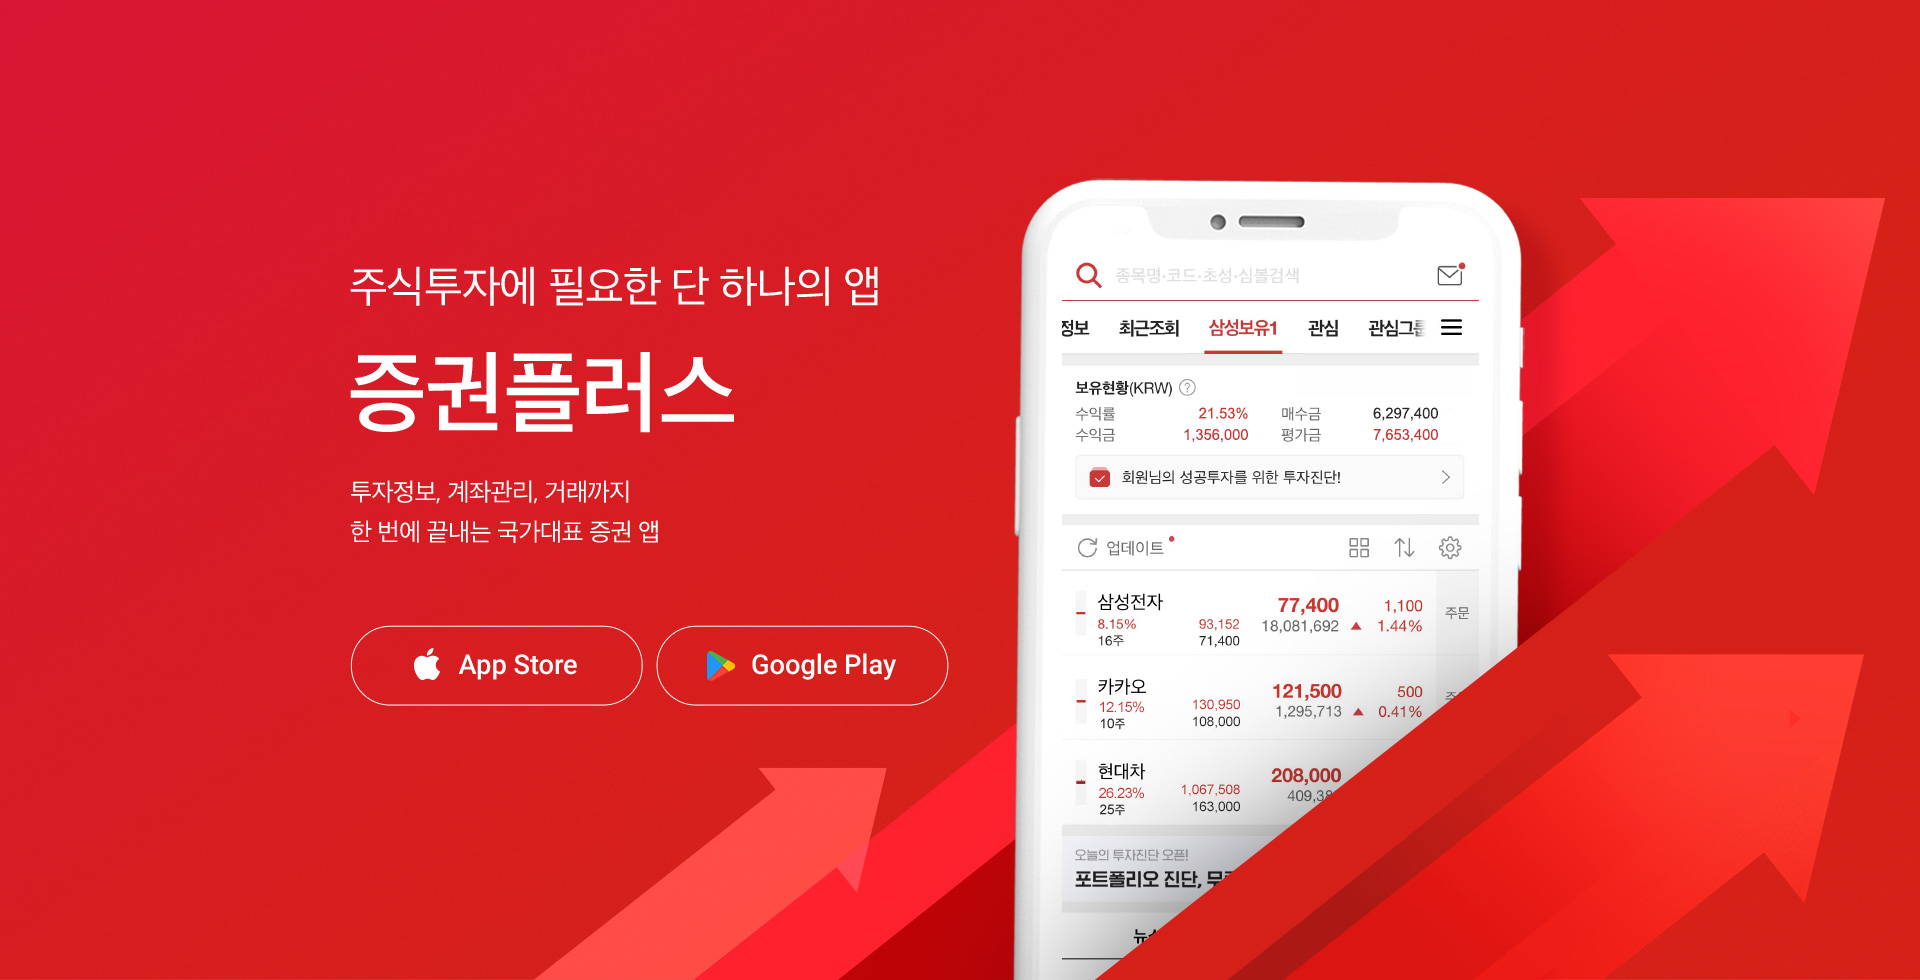 주식투자에 필요한 단 하나의 앱
증권플러스
투자정보, 계좌관리, 거래까지
한 번에 끝내는 국가대표 증권 앱
App Store
Google Play
종목명·코드·초성·심볼검색
정보 최근조회 삼성보유1 관심 관심그룹
보유현황(KRW) ?
수익률 21.53% 매수금 6,297,400
수익금 1,356,000 평가금 7,653,400
회원님의 성공투자를 위한 투자진단!
업데이트
삼성전자 77,400 1,100 주문
8.15% 93,152 18,081,692 ▲ 1.44%
16주 71,400
카카오 121,500 500
12.15% 130,950 1,295,713 ▲ 0.41%
10주 108,000
현대차 208,000
26.23% 1,067,508 409,38
25주 163,000
오늘의 투자진단 오픈!
포트폴리오 진단,